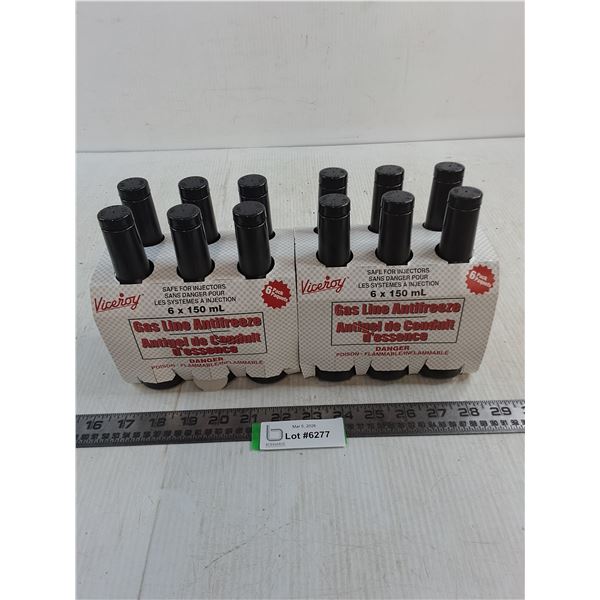 Viceroy
SAFE FOR INJECTORS
SANS DANGER POUR
LES SYSTEMES À INJECTION
6 x 150 mL
6 Pack
Gas Line Antifreeze
Antigel de Conduit
d'essence
DANGER
POISON - FLAMMABLE/INFLAMMABLE
Viceroy
SAFE FOR INJECTORS
SANS DANGER POUR
LES SYSTEMES À INJECTION
6 x 150 mL
6 Pack
Gas Line Antifreeze
Antigel de Conduit
d'essence
DANGER
POISON - FLAMMABLE/INFLAMMABLE
16 17 18 19 20 21 22 23 24 25 26 27 28 29
Mar 5, 2026
Lot #6277